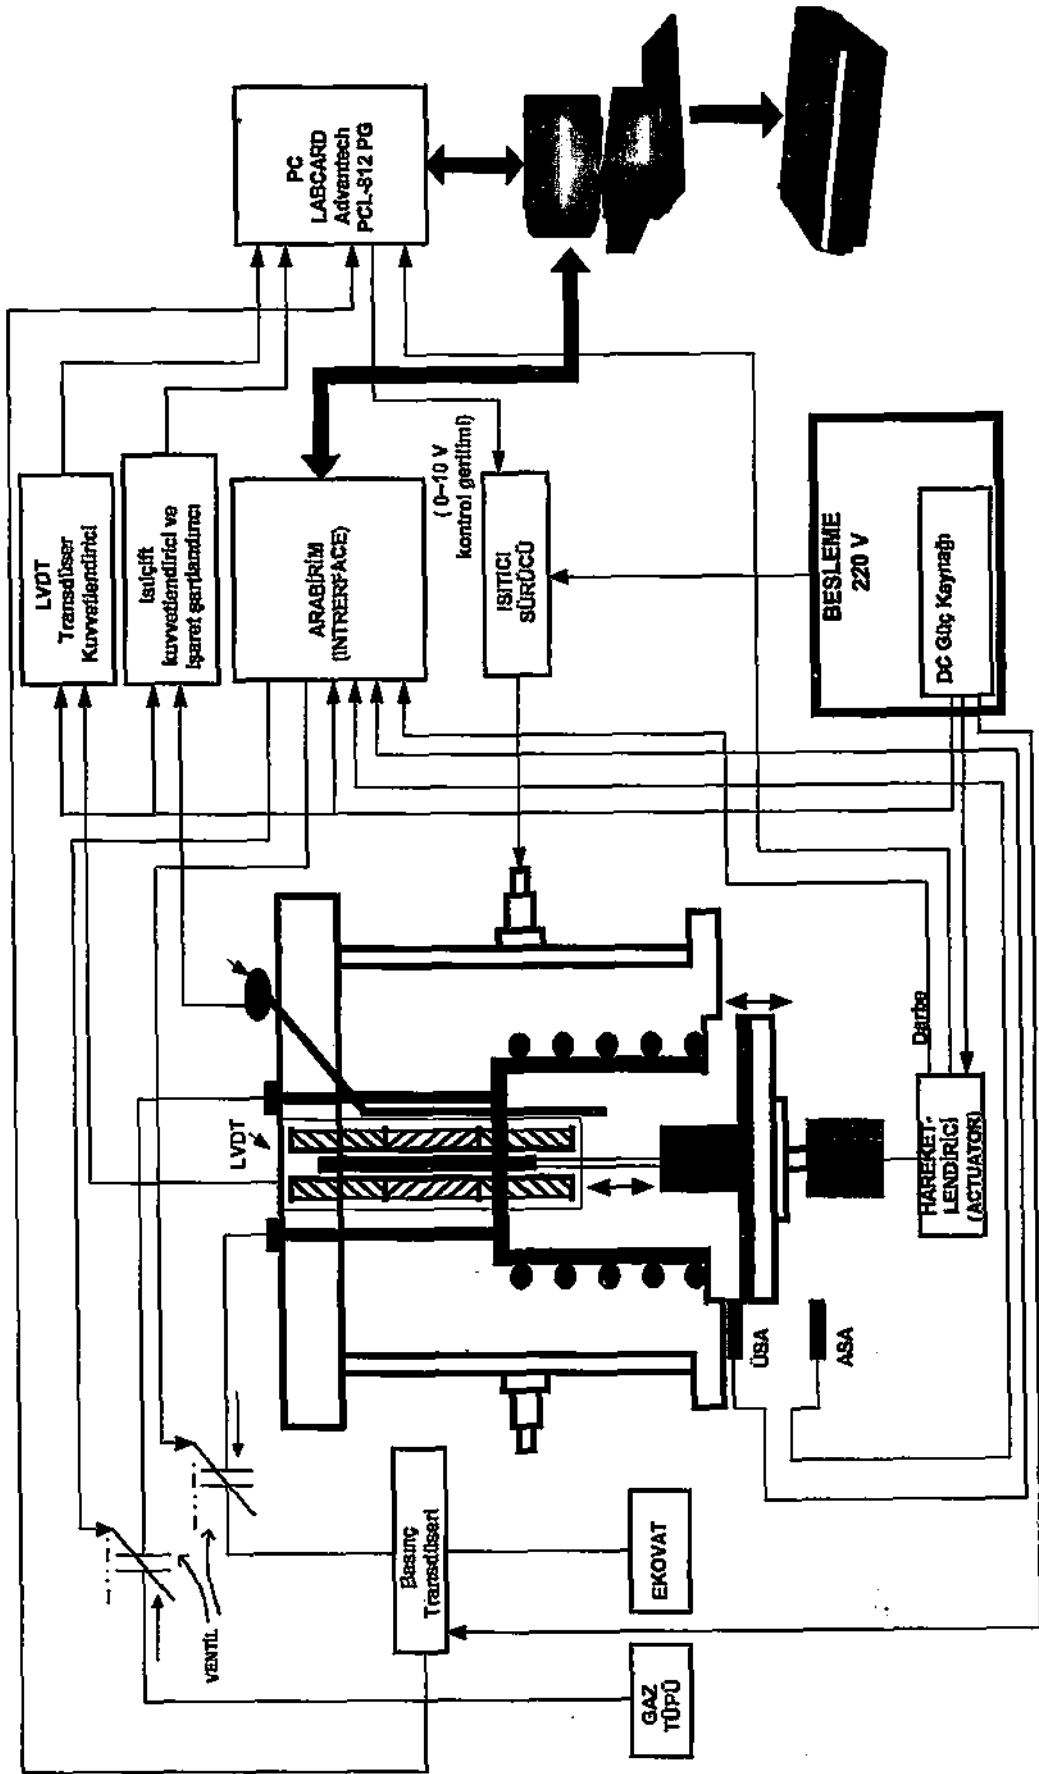 LVDT
Transdüser
Kuvvetlendirici
Isılçift
kuvvetlendirici ve
İşaret şartlandırıcı
ARABİRİM
(INTRERFACE)
PC
LABCARD
Advantech
PCL-812 PG
( 0–10 V
kontrol gerilimi)
ISITICI
SÜRÜCÜ
BESLEME
220 V
DC Güç Kaynağı
LVDT
Darbe
HAREKET-
LENDİRİCİ
(ACTUATOR)
ÜSA
ASA
VENTİL
Basınç
Transdüseri
EKOVAT
GAZ
TÜPÜ